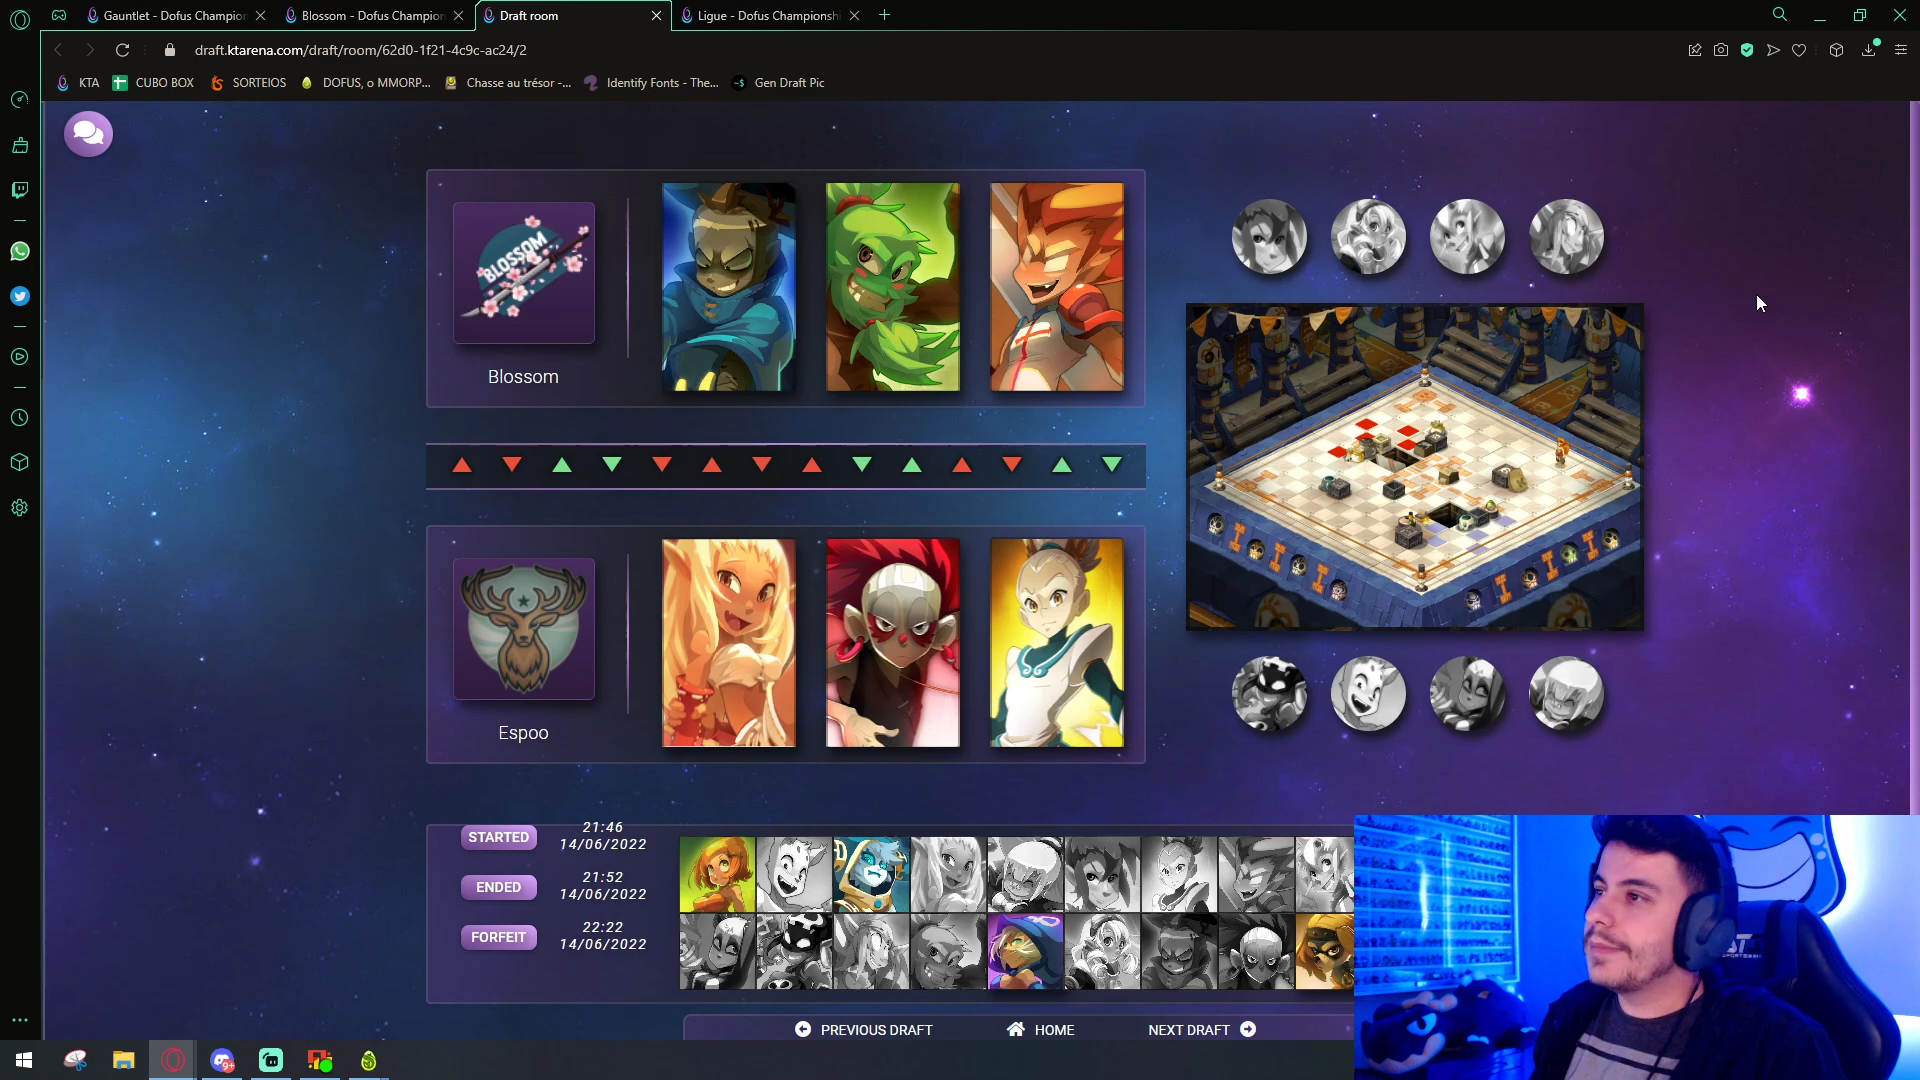 Gauntlet - Dofus Champion
Blossom - Dofus Champion
Draft room
Ligue - Dofus Championshi
draft.ktarena.com/draft/room/62d0-1f21-4c9c-ac24/2
KTA
CUBO BOX
SORTEIOS
DOFUS, o MMORP...
Chasse au trésor -...
Identify Fonts - The...
~$
Gen Draft Pic
BLOSSOM
Blossom
Espoo
STARTED
21:46
14/06/2022
ENDED
21:52
14/06/2022
FORFEIT
22:22
14/06/2022
PREVIOUS DRAFT
HOME
NEXT DRAFT
9+